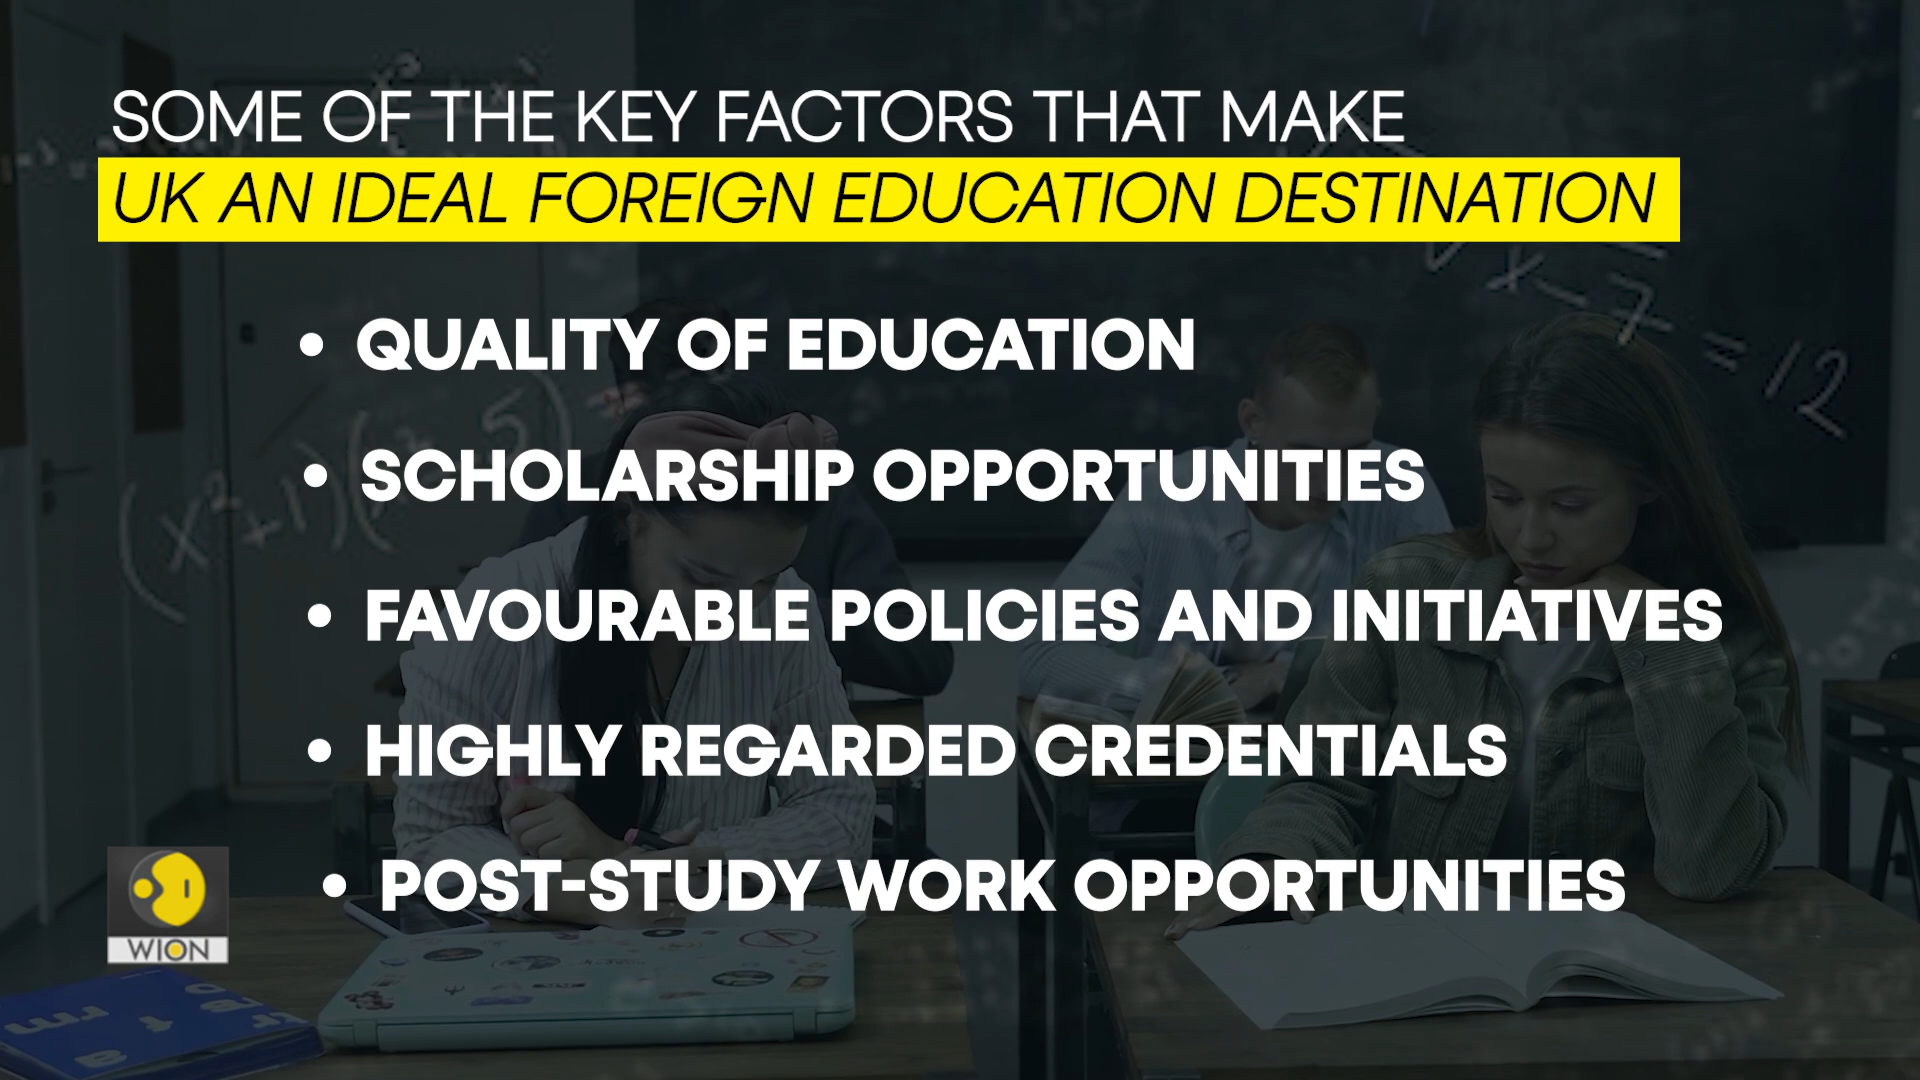 SOME OF THE KEY FACTORS THAT MAKE
UK AN IDEAL FOREIGN EDUCATION DESTINATION
• QUALITY OF EDUCATION
• SCHOLARSHIP OPPORTUNITIES
• FAVOURABLE POLICIES AND INITIATIVES
• HIGHLY REGARDED CREDENTIALS
• POST-STUDY WORK OPPORTUNITIES
WION